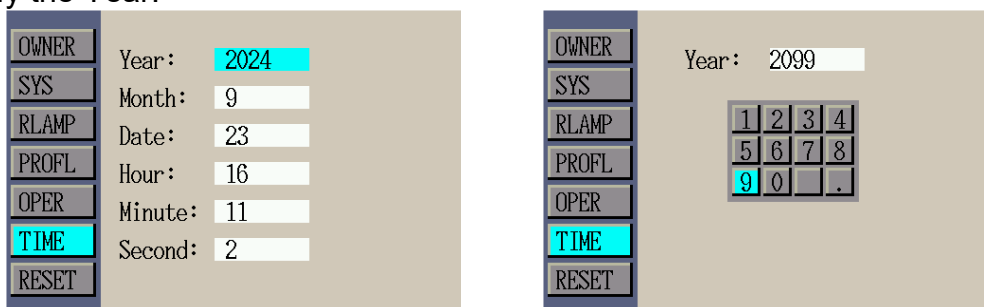 y the Year.
OWNER
SYS
RLAMP
PROFL
OPER
TIME
RESET
Year: 2024
Month: 9
Date: 23
Hour: 16
Minute: 11
Second: 2
OWNER
SYS
RLAMP
PROFL
OPER
TIME
RESET
Year: 2099
1 2 3 4
5 6 7 8
9 0 .